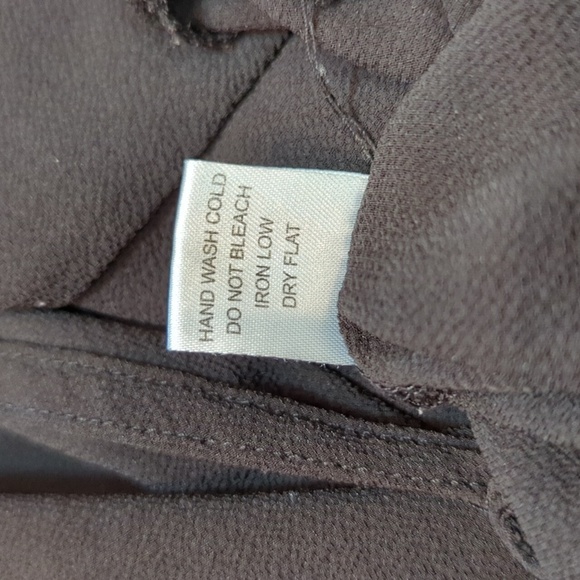 HAND WASH COLD
DO NOT BLEACH
IRON LOW
DRY FLAT